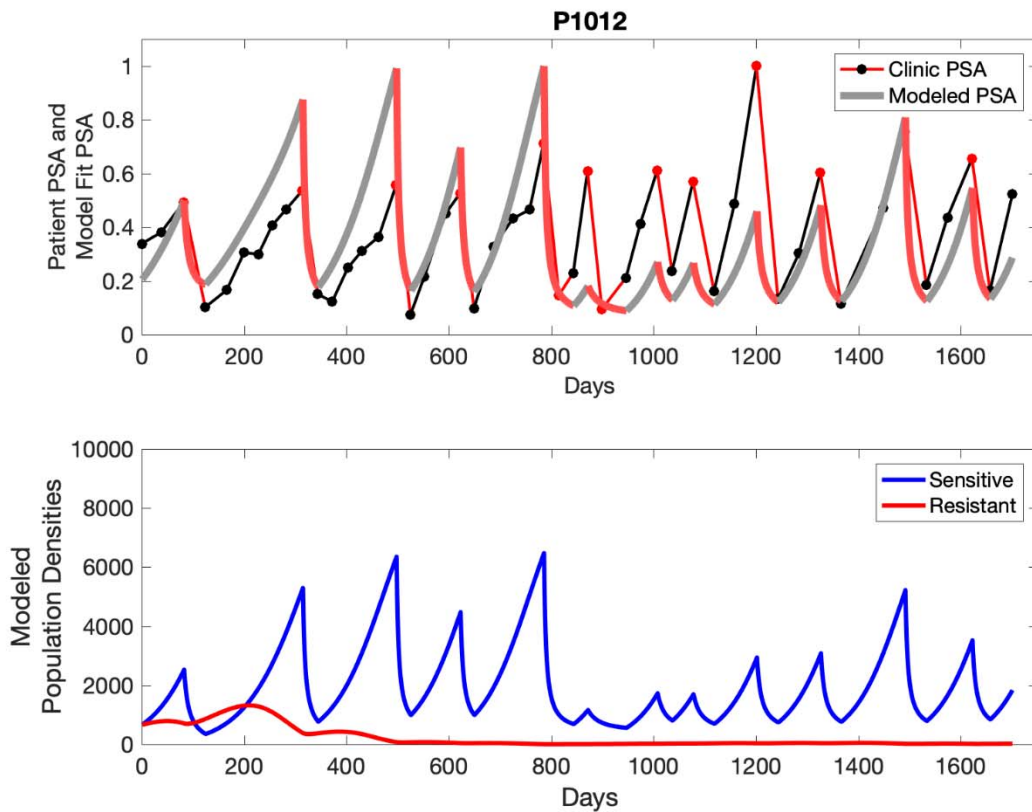 P1012
Patient PSA and
Model Fit PSA
1
0.8
0.6
0.4
0.2
0
Clinic PSA
Modeled PSA
0 200 400 600 800 1000 1200 1400 1600
Days
Modeled
Population Densities
10000
8000
6000
4000
2000
0
Sensitive
Resistant
0 200 400 600 800 1000 1200 1400 1600
Days